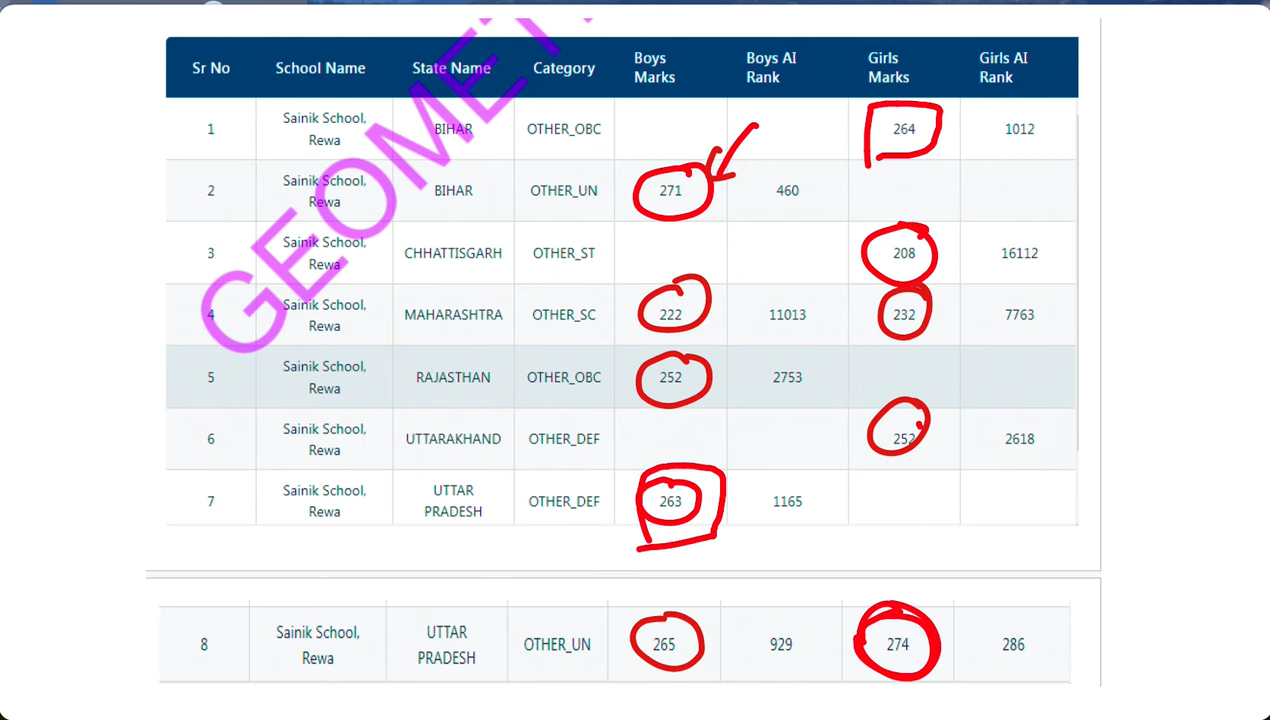 Sr No School Name State Name Category Boys Marks Boys AI Rank Girls Marks Girls AI Rank
1 Sainik School, Rewa BIHAR OTHER_OBC 264 1012
2 Sainik School, Rewa BIHAR OTHER_UN 271 460
3 Sainik School, Rewa CHHATTISGARH OTHER_ST 208 16112
4 Sainik School, Rewa MAHARASHTRA OTHER_SC 222 11013 232 7763
5 Sainik School, Rewa RAJASTHAN OTHER_OBC 252 2753
6 Sainik School, Rewa UTTARAKHAND OTHER_DEF 252 2618
7 Sainik School, Rewa UTTAR PRADESH OTHER_DEF 263 1165
8 Sainik School, Rewa UTTAR PRADESH OTHER_UN 265 929 274 286
GEOMET